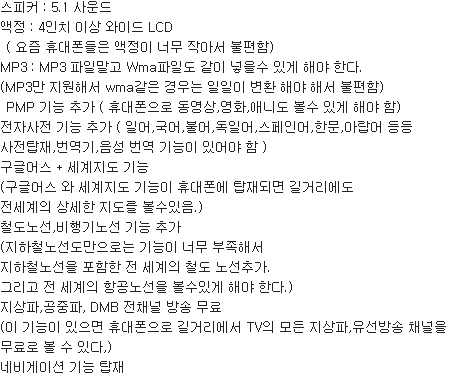 스피커 : 5.1 사운드
액정 : 4인치 이상 와이드 LCD
( 요즘 휴대폰들은 액정이 너무 작아서 불편함)
MP3 : MP3 파일말고 Wma파일도 같이 넣을수 있게 해야 한다.
(MP3만 지원해서 wma같은 경우는 일일이 변환 해야 해서 불편함)
PMP 기능 추가 ( 휴대폰으로 동영상,영화,애니도 볼수 있게 해야 함)
전자사전 기능 추가 ( 일어,국어,불어,독일어,스페인어,한문,아랍어 등등
사전탑재,번역기,음성 번역 기능이 있어야 함 )
구글어스 + 세계지도 기능
(구글어스 와 세계지도 기능이 휴대폰에 탑재되면 길거리에도
전세계의 상세한 지도를 볼수있음.)
철도노선,비행기노선 기능 추가
(지하철노선도만으로는 기능이 너무 부족해서
지하철노선을 포함한 전 세계의 철도 노선추가.
그리고 전 세계의 항공노선을 볼수있게 해야 한다.)
지상파,공중파, DMB 전채널 방송 무료
(이 기능이 있으면 휴대폰으로 길거리에서 TV의 모든 지상파,유선방송 채널을
무료로 볼 수 있다,)
네비게이션 기능 탑재